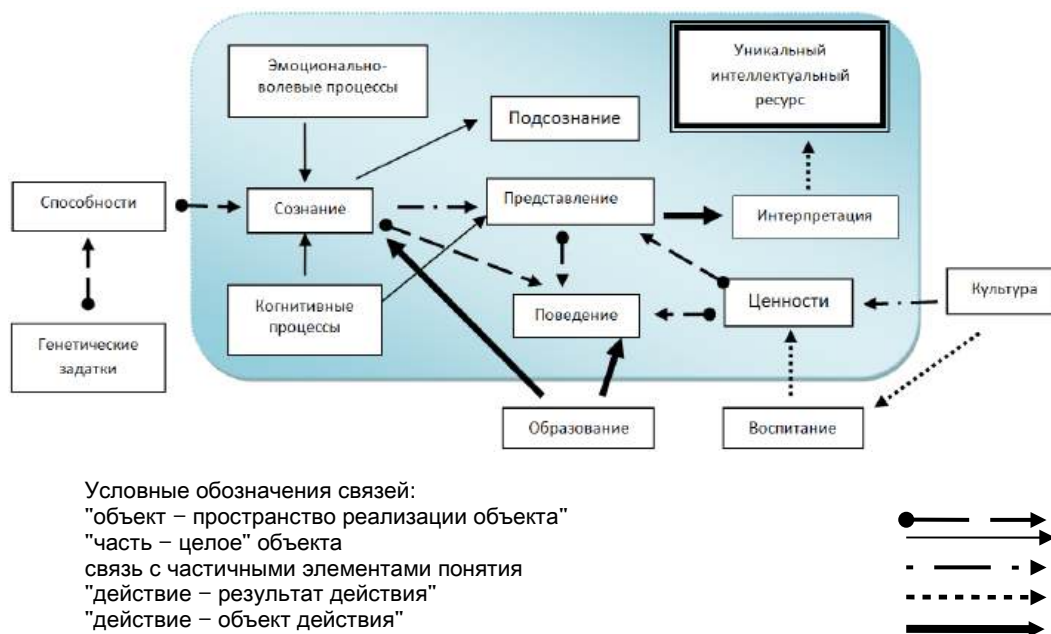 Эмоционально-
волевые процессы
Уникальный
интеллектуальный
ресурс
Подсознание
Способности
Сознание
Представление
Интерпретация
Когнитивные
процессы
Поведение
Ценности
Культура
Генетические
задатки
Образование
Воспитание
Условные обозначения связей:
"объект − пространство реализации объекта"
"часть − целое" объекта
связь с частичными элементами понятия
"действие − результат действия"
"действие − объект действия"